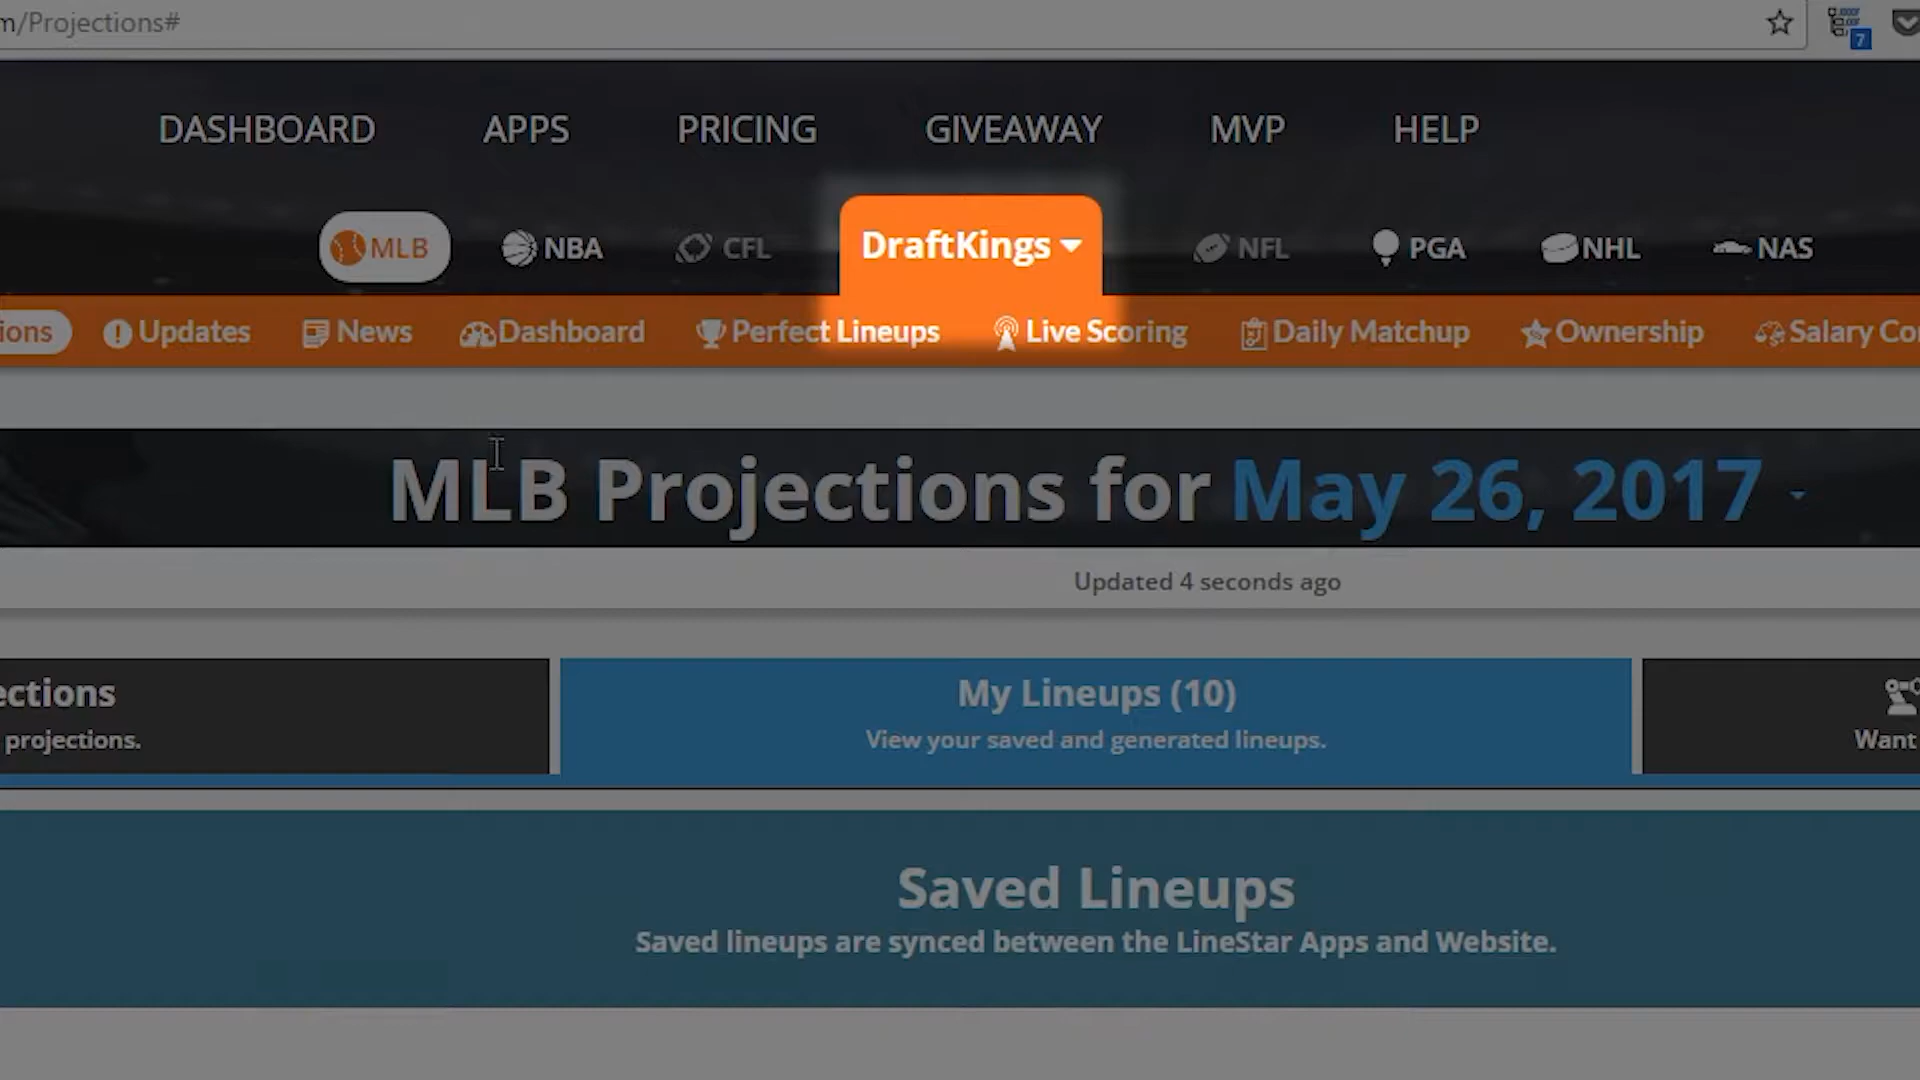 m/Projections#
7
DASHBOARD APPS PRICING GIVEAWAY MVP HELP
MLB NBA CFL DraftKings NFL PGA NHL NAS
ions Updates News Dashboard Perfect Lineups Live Scoring Daily Matchup Ownership Salary Co
MLB Projections for May 26, 2017
Updated 4 seconds ago
ections
projections.
My Lineups (10)
View your saved and generated lineups.
Want
Saved Lineups
Saved lineups are synced between the LineStar Apps and Website.